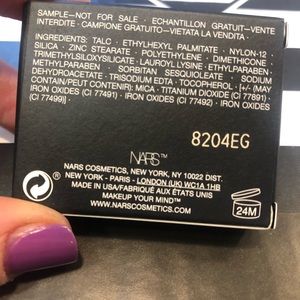 SAMPLE—NOT FOR SALE · ECHANTILLON GRATUIT—VENTE
INTERDITE · CAMPIONE GRATUITO—VIETATA LA VENDITA ·
INGREDIENTS: TALC · ETHYLHEXYL PALMITATE · NYLON-12
· SILICA · ZINC STEARATE · POLYETHYLENE · DIMETHICONE ·
TRIMETHYLSILOXYSILICATE · LAUROYL LYSINE · ETHYLPARABEN ·
METHYLPARABEN · SORBITAN SESQUIOLEATE · SODIUM
DEHYDROACETATE · TRISODIUM EDTA · TOCOPHEROL · [+/- (MAY
CONTAIN/PEUT CONTENIR): MICA · TITANIUM DIOXIDE (CI 77891) ·
IRON OXIDES (CI 77491) · IRON OXIDES (CI 77492) · IRON OXIDES
(CI 77499)]
8204EG
NARS™
NARS COSMETICS, NEW YORK, NY 10022 DIST.
NEW YORK - PARIS - LONDON (UK) WC1A 1HB
MADE IN USA/FABRIQUÉ AUX ÉTATS UNIS
MAKEUP YOUR MIND™
WWW.NARSCOSMETICS.COM
24M